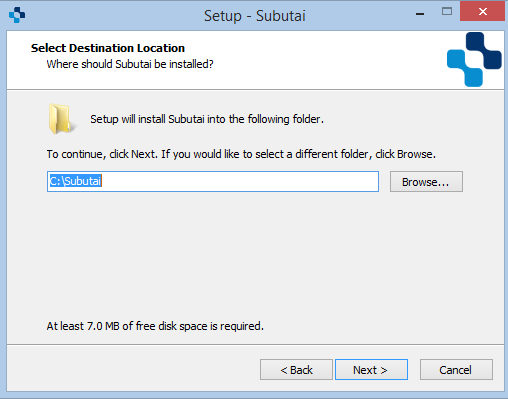 Setup - Subutai
Select Destination Location
Where should Subutai be installed?
Setup will install Subutai into the following folder.
To continue, click Next. If you would like to select a different folder, click Browse.
C:\Subutai
Browse...
At least 7.0 MB of free disk space is required.
< Back
Next >
Cancel